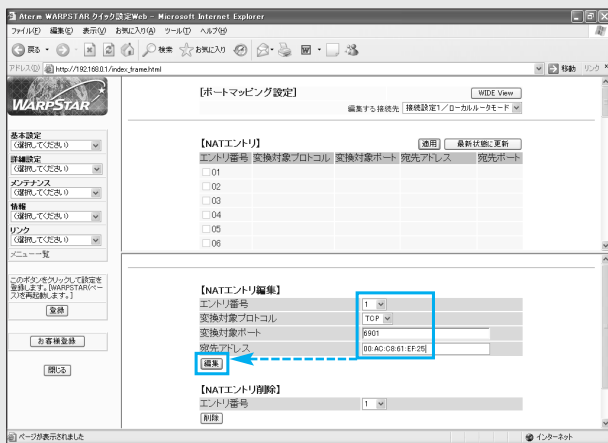 Aterm WARPSTAR クイック設定Web - Microsoft Internet Explorer
ファイル(F) 編集(E) 表示(V) お気に入り(A) ツール(T) ヘルプ(H)
戻る 検索 お気に入り
アドレス(D) http://192.168.0.1/index_frame.html 移動 リンク
WARPSTAR
基本設定
(選択してください)
詳細設定
(選択してください)
メンテナンス
(選択してください)
情報
(選択してください)
リンク
(選択してください)
メニュー一覧
このボタンをクリックして設定を
登録します。[WARPSTAR(ベー
ス)を再起動します。]
登録
お客様登録
閉じる
[ポートマッピング設定] WIDE View
編集する接続先 接続設定1/ローカルルータモード
【NATエントリ】 適用 最新状態に更新
エントリ番号 変換対象プロトコル 変換対象ポート 宛先アドレス 宛先ポート
01
02
03
04
05
06
【NATエントリ編集】
エントリ番号 1
変換対象プロトコル TCP
変換対象ポート 6901
宛先アドレス 00:AC:C8:61:EF:25
編集
【NATエントリ削除】
エントリ番号 1
削除
ページが表示されました インターネット